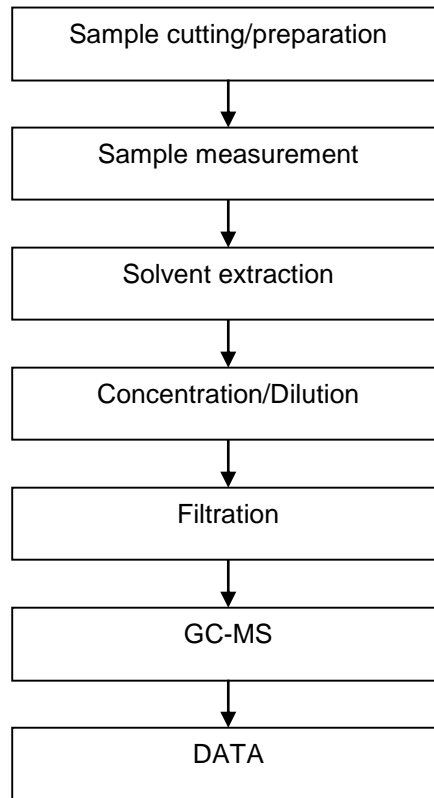 Sample cutting/preparation
Sample measurement
Solvent extraction
Concentration/Dilution
Filtration
GC-MS
DATA